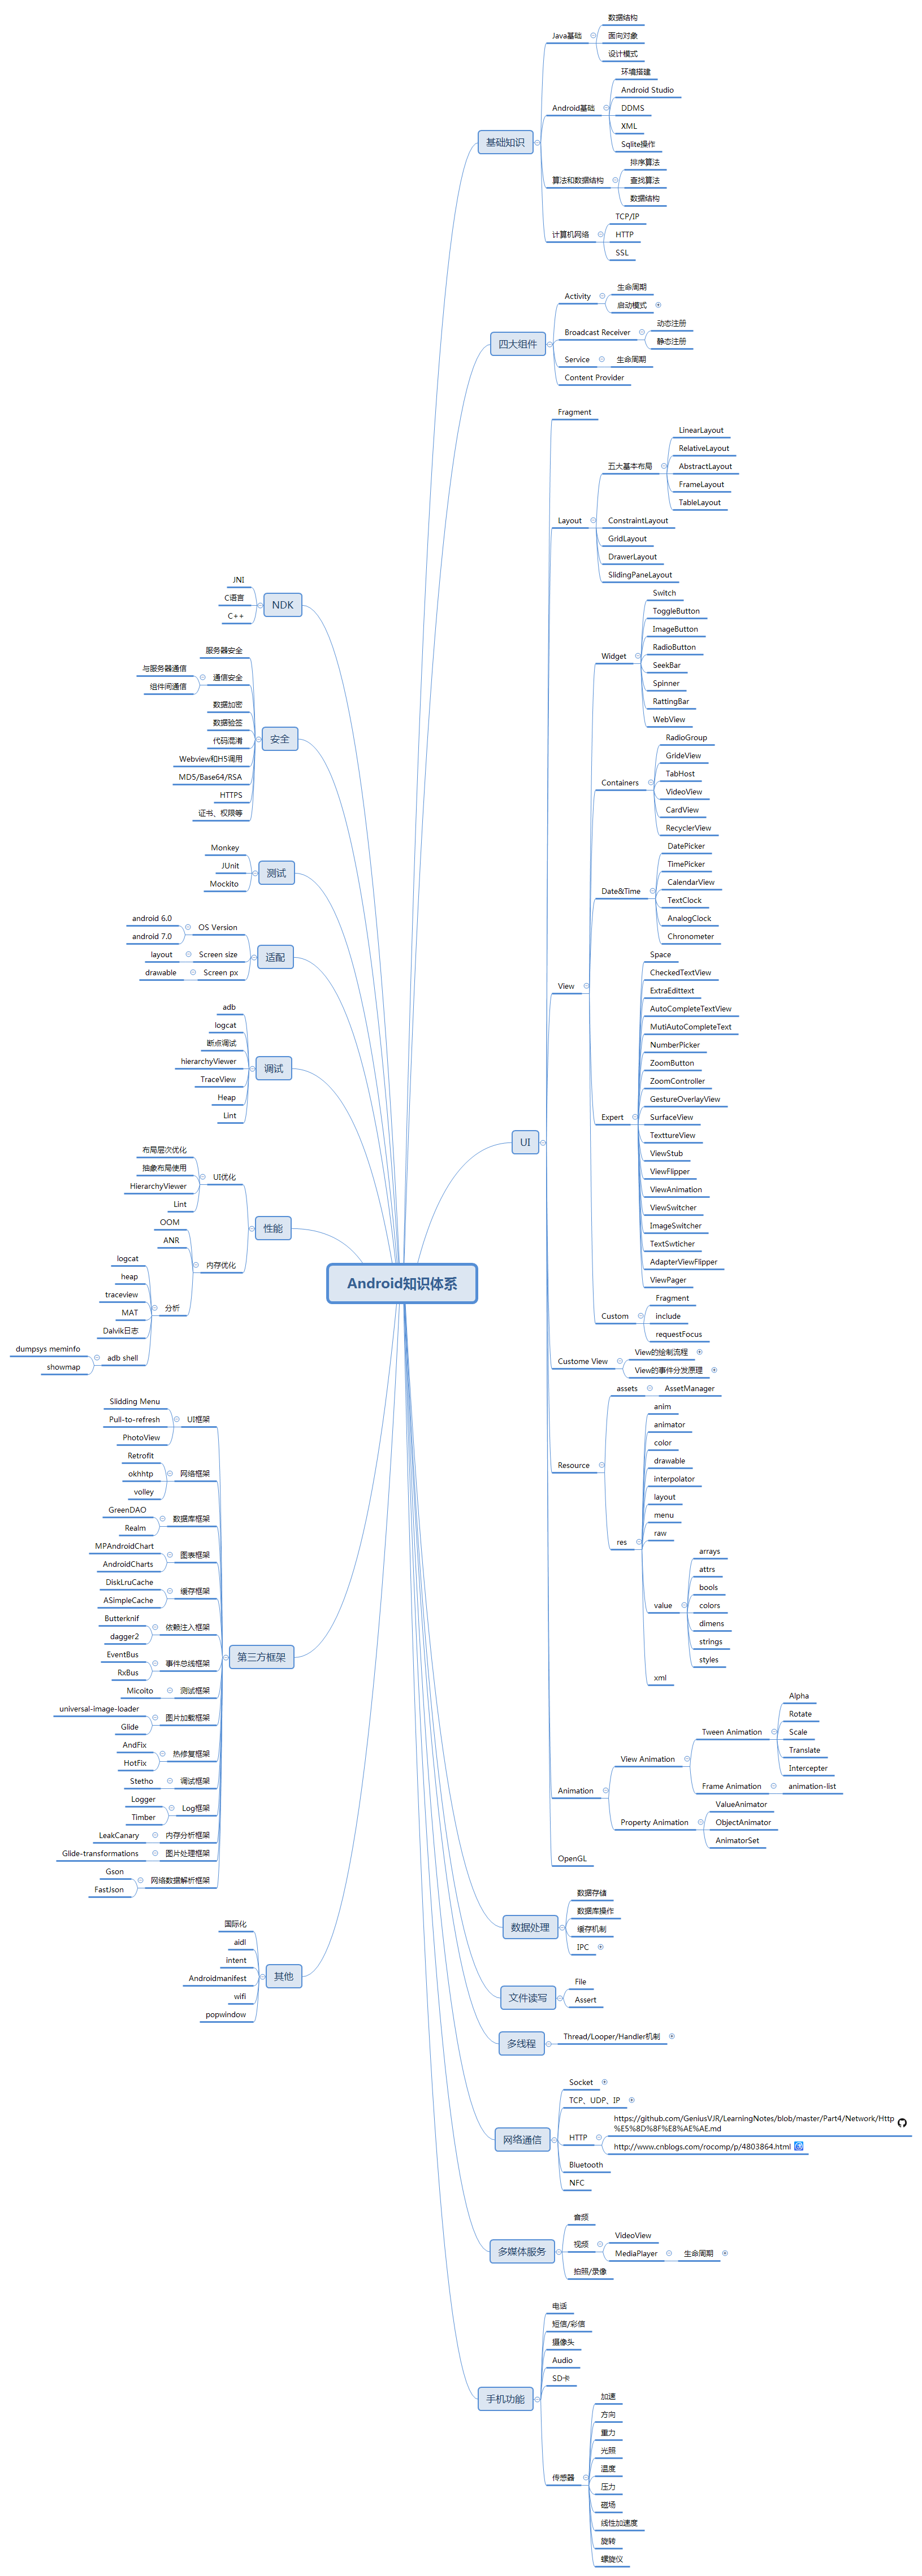 Android知识体系
基础知识
Java基础
数据结构
面向对象
设计模式
Android基础
环境搭建
Android Studio
DDMS
XML
Sqlite操作
算法和数据结构
排序算法
查找算法
数据结构
计算机网络
TCP/IP
HTTP
SSL
四大组件
Activity
生命周期
启动模式
Broadcast Receiver
动态注册
静态注册
Service
生命周期
Content Provider
UI
Fragment
Layout
五大基本布局
LinearLayout
RelativeLayout
AbstractLayout
FrameLayout
TableLayout
ConstraintLayout
GridLayout
DrawerLayout
SlidingPaneLayout
View
Widget
Switch
ToggleButton
ImageButton
RadioButton
SeekBar
Spinner
RattingBar
WebView
Containers
RadioGroup
GrideView
TabHost
VideoView
CardView
RecyclerView
Date&Time
DatePicker
TimePicker
CalendarView
TextClock
AnalogClock
Chronometer
Expert
Space
CheckedTextView
ExtraEdittext
AutoCompleteTextView
MutiAutoCompleteText
NumberPicker
ZoomButton
ZoomController
GestureOverlayView
SurfaceView
TexttureView
ViewStub
ViewFlipper
ViewAnimation
ViewSwitcher
ImageSwitcher
TextSwticher
AdapterViewFlipper
ViewPager
Custom
Fragment
include
requestFocus
Custome View
View的绘制流程
View的事件分发原理
Resource
assets
AssetManager
res
anim
animator
color
drawable
interpolator
layout
menu
raw
value
arrays
attrs
bools
colors
dimens
strings
styles
xml
Animation
View Animation
Tween Animation
Alpha
Rotate
Scale
Translate
Intercepter
Frame Animation
animation-list
Property Animation
ValueAnimator
ObjectAnimator
AnimatorSet
OpenGL
数据处理
数据存储
数据库操作
缓存机制
IPC
文件读写
File
Assert
多线程
Thread/Looper/Handler机制
网络通信
Socket
TCP、UDP、IP
HTTP
https://github.com/GeniusVJR/LearningNotes/blob/master/Part4/Network/Http
%E5%8D%8F%E8%AE%AE.md
http://www.cnblogs.com/rocomp/p/4803864.html
Bluetooth
NFC
多媒体服务
音频
视频
VideoView
MediaPlayer
生命周期
拍照/录像
手机功能
电话
短信/彩信
摄像头
Audio
SD卡
传感器
加速
方向
重力
光照
温度
压力
磁场
线性加速度
旋转
螺旋仪
NDK
JNI
C语言
C++
安全
服务器安全
通信安全
与服务器通信
组件间通信
数据加密
数据验签
代码混淆
Webview和H5调用
MD5/Base64/RSA
HTTPS
证书、权限等
测试
Monkey
JUnit
Mockito
适配
OS Version
android 6.0
android 7.0
Screen size
layout
Screen px
drawable
调试
adb
logcat
断点调试
hierarchyViewer
TraceView
Heap
Lint
性能
UI优化
布局层次优化
抽象布局使用
HierarchyViewer
Lint
内存优化
OOM
ANR
分析
logcat
heap
traceview
MAT
Dalvik日志
adb shell
dumpsys meminfo
showmap
第三方框架
UI框架
Slidding Menu
Pull-to-refresh
PhotoView
网络框架
Retrofit
okhhtp
volley
数据库框架
GreenDAO
Realm
图表框架
MPAndroidChart
AndroidCharts
缓存框架
DiskLruCache
ASimpleCache
依赖注入框架
Butterknif
dagger2
事件总线框架
EventBus
RxBus
测试框架
Micoito
图片加载框架
universal-image-loader
Glide
热修复框架
AndFix
HotFix
调试框架
Stetho
Log框架
Logger
Timber
内存分析框架
LeakCanary
图片处理框架
Glide-transformations
网络数据解析框架
Gson
FastJson
其他
国际化
aidl
intent
Androidmanifest
wifi
popwindow